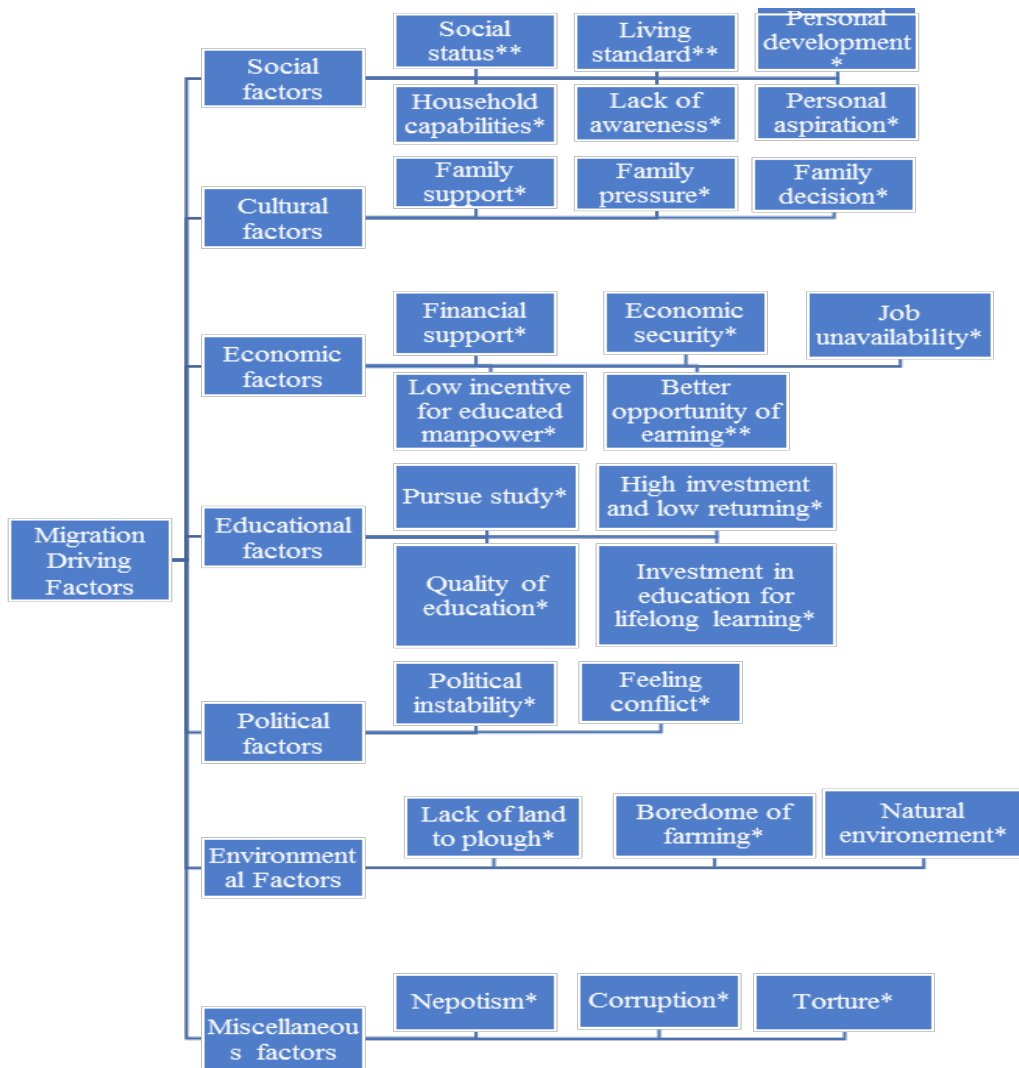 Migration
Driving
Factors
Social
factors
Social
status**
Living
standard**
Personal
development
*
Household
capabilities*
Lack of
awareness*
Personal
aspiration*
Cultural
factors
Family
support*
Family
pressure*
Family
decision*
Economic
factors
Financial
support*
Economic
security*
Job
unavailability*
Low incentive
for educated
manpower*
Better
opportunity of
earning**
Educational
factors
Pursue study*
High investment
and low returning*
Quality of
education*
Investment in
education for
lifelong learning*
Political
factors
Political
instability*
Feeling
conflict*
Environment
al Factors
Lack of land
to plough*
Boredome of
farming*
Natural
environement*
Miscellaneou
s factors
Nepotism*
Corruption*
Torture*